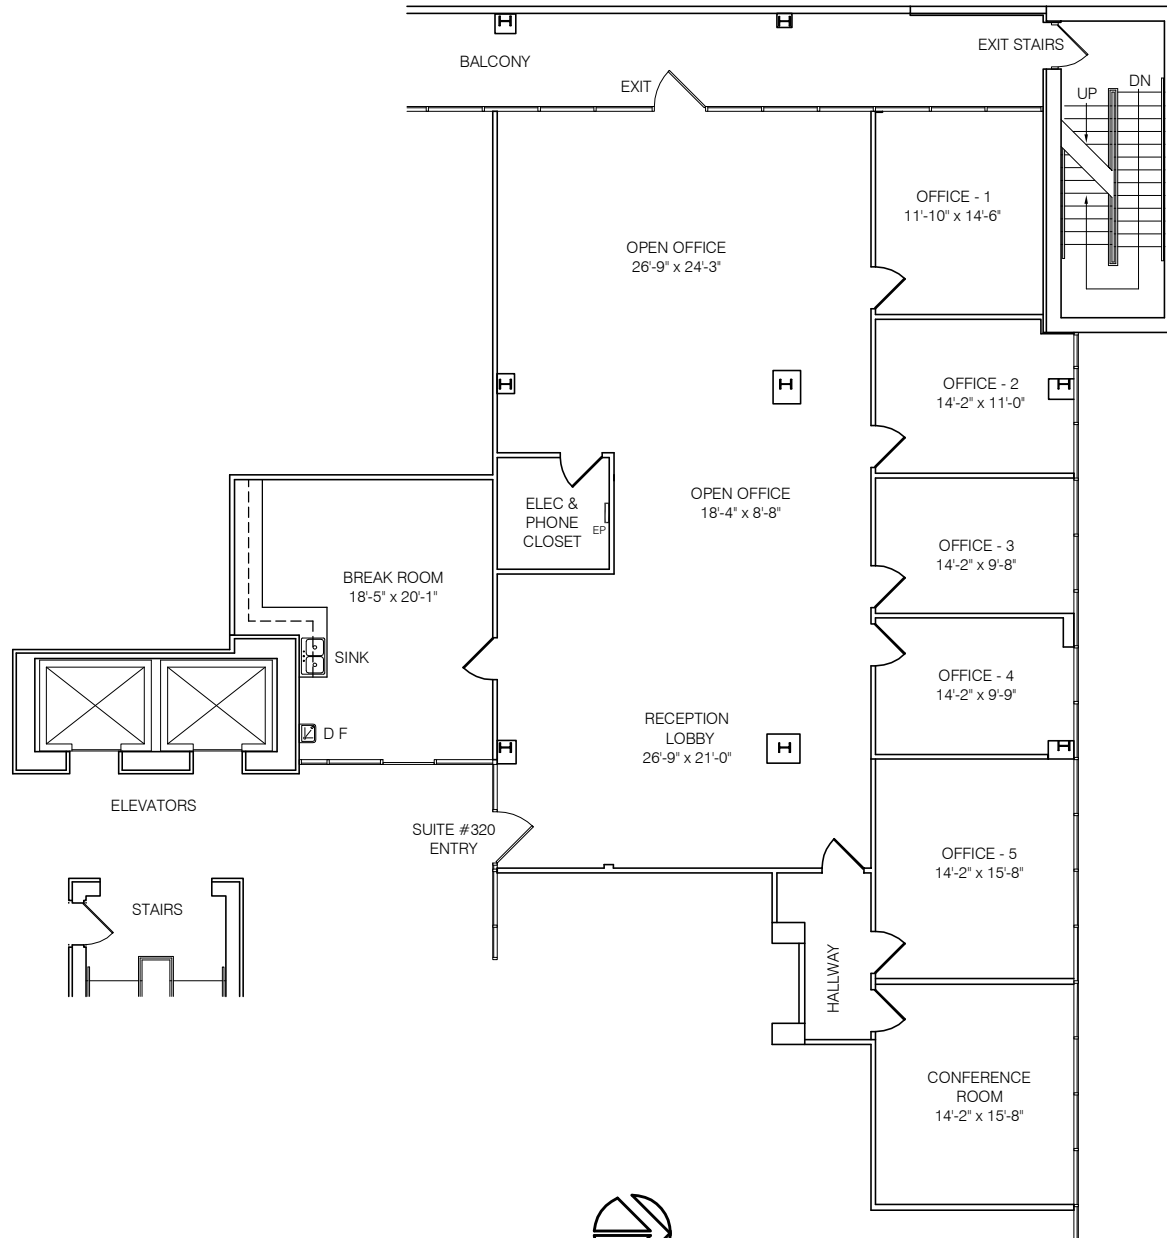 EXIT STAIRS
BALCONY
EXIT
UP
DN
OFFICE - 1
11'-10" x 14'-6"
OPEN OFFICE
26'-9" x 24'-3"
OFFICE - 2
14'-2" x 11'-0"
OPEN OFFICE
18'-4" x 8'-8"
ELEC &
PHONE
CLOSET
EP
OFFICE - 3
14'-2" x 9'-8"
BREAK ROOM
18'-5" x 20'-1"
SINK
OFFICE - 4
14'-2" x 9'-9"
D F
RECEPTION
LOBBY
26'-9" x 21'-0"
ELEVATORS
SUITE #320
ENTRY
OFFICE - 5
14'-2" x 15'-8"
STAIRS
HALLWAY
CONFERENCE
ROOM
14'-2" x 15'-8"